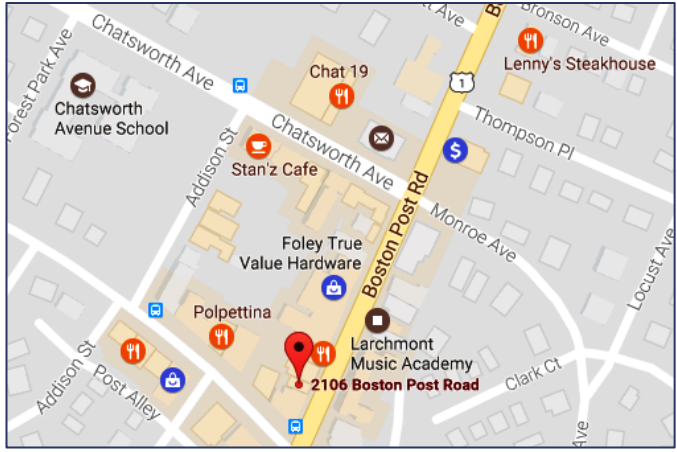 Bronson Ave
Chatsworth Ave
Chat 19
Lenny's Steakhouse
1
Forest Park Ave
Chatsworth
Avenue School
Thompson Pl
Chatsworth Ave
$
Addison St
Stan'z Cafe
Boston Post Rd
Monroe Ave
Foley True
Value Hardware
Locust Ave
Polpettina
Larchmont
Music Academy
Addison St
Post Alley
2106 Boston Post Road
Clark Ct
Ave